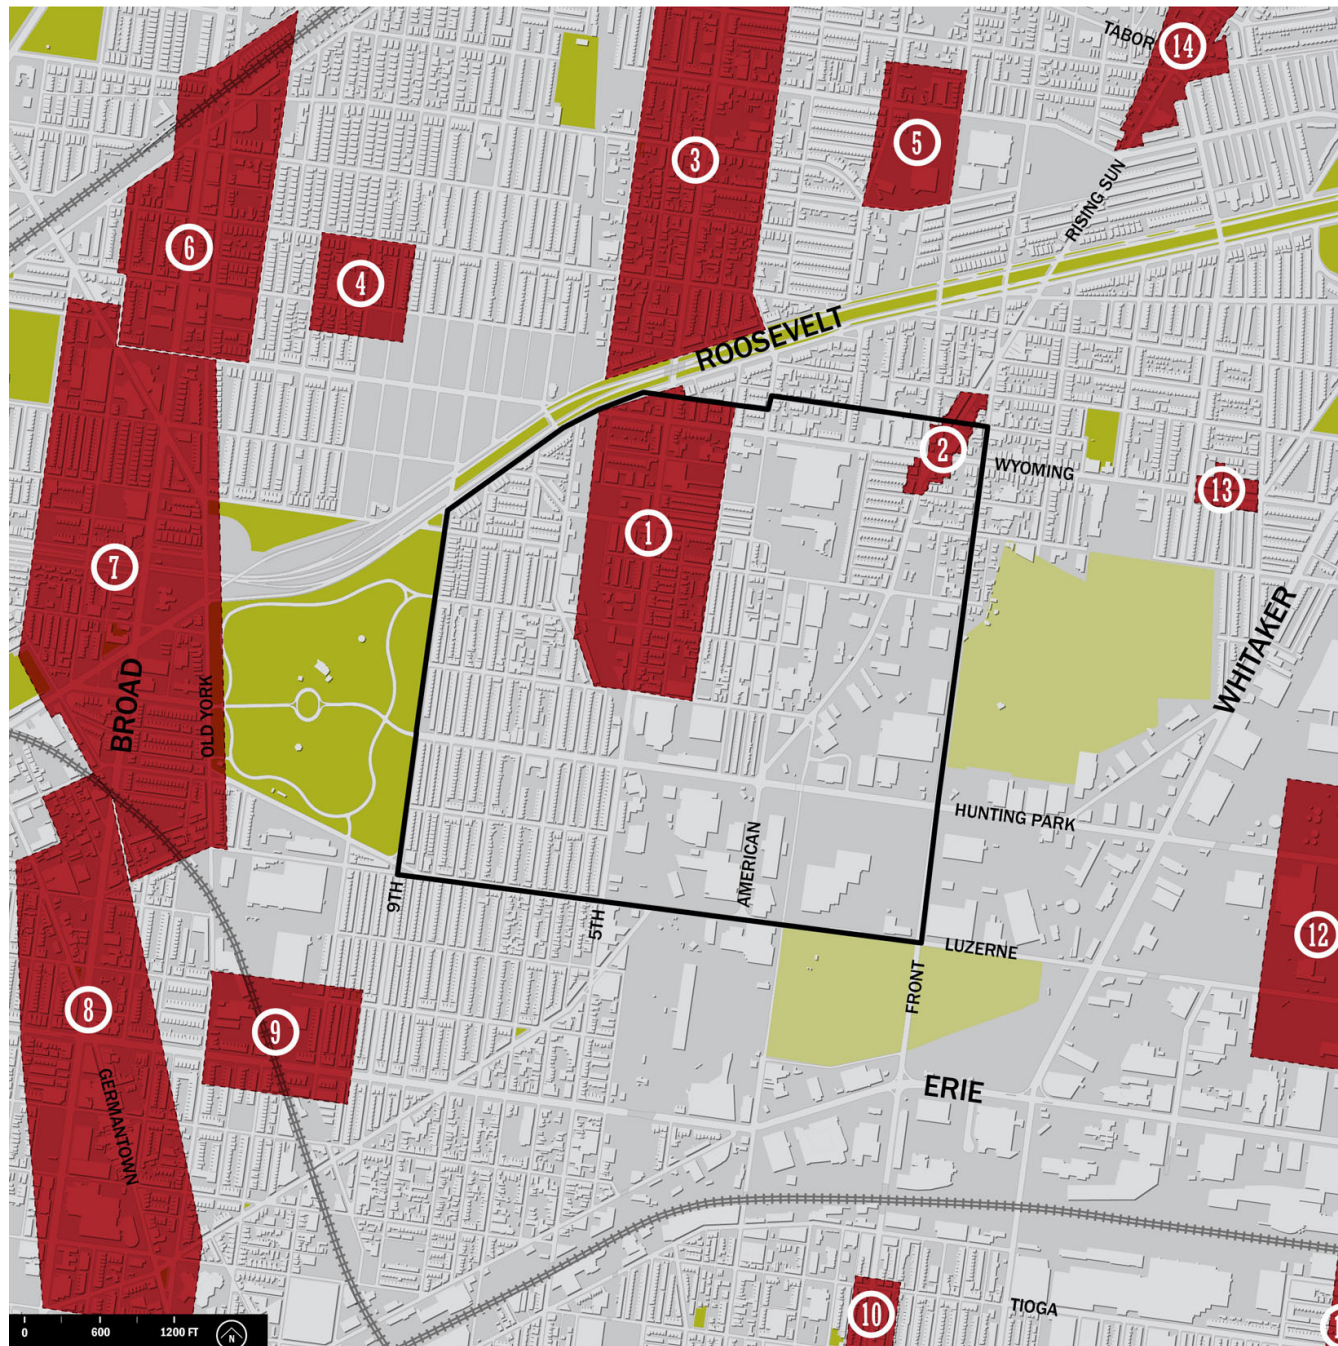 TABOR
14
3
5
RISING SUN
6
4
ROOSEVELT
2
WYOMING
13
1
7
WHITAKER
BROAD
OLD YORK
HUNTING PARK
AMERICAN
9TH
5TH
12
LUZERNE
FRONT
8
9
ERIE
GERMANTOWN
TIOGA
10
0 600 1200 FT
N